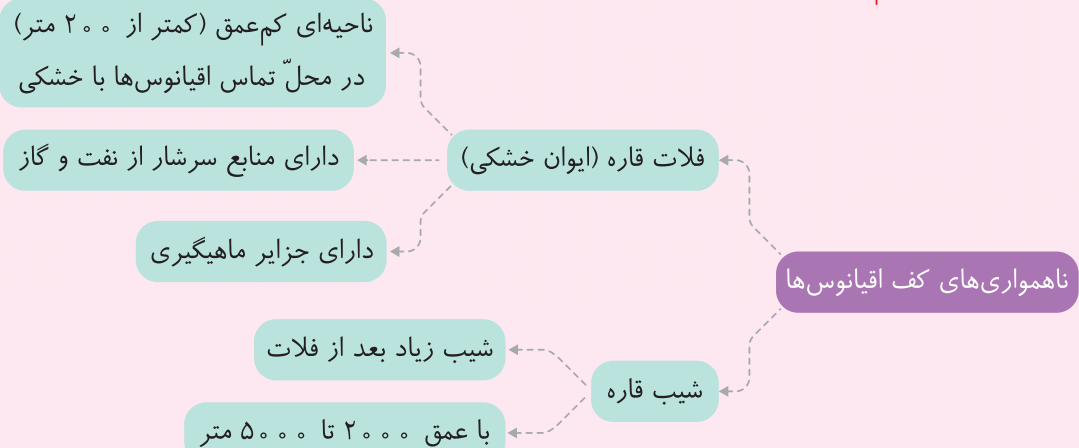 ناهمواری‌های کف اقیانوس‌ها
فلات قاره (ایوان خشکی)
ناحیه‌ای کم‌عمق (کمتر از ۲۰۰ متر)
در محلّ تماس اقیانوس‌ها با خشکی
دارای منابع سرشار از نفت و گاز
دارای جزایر ماهیگیری
شیب قاره
شیب زیاد بعد از فلات
با عمق ۲۰۰۰ تا ۵۰۰۰ متر